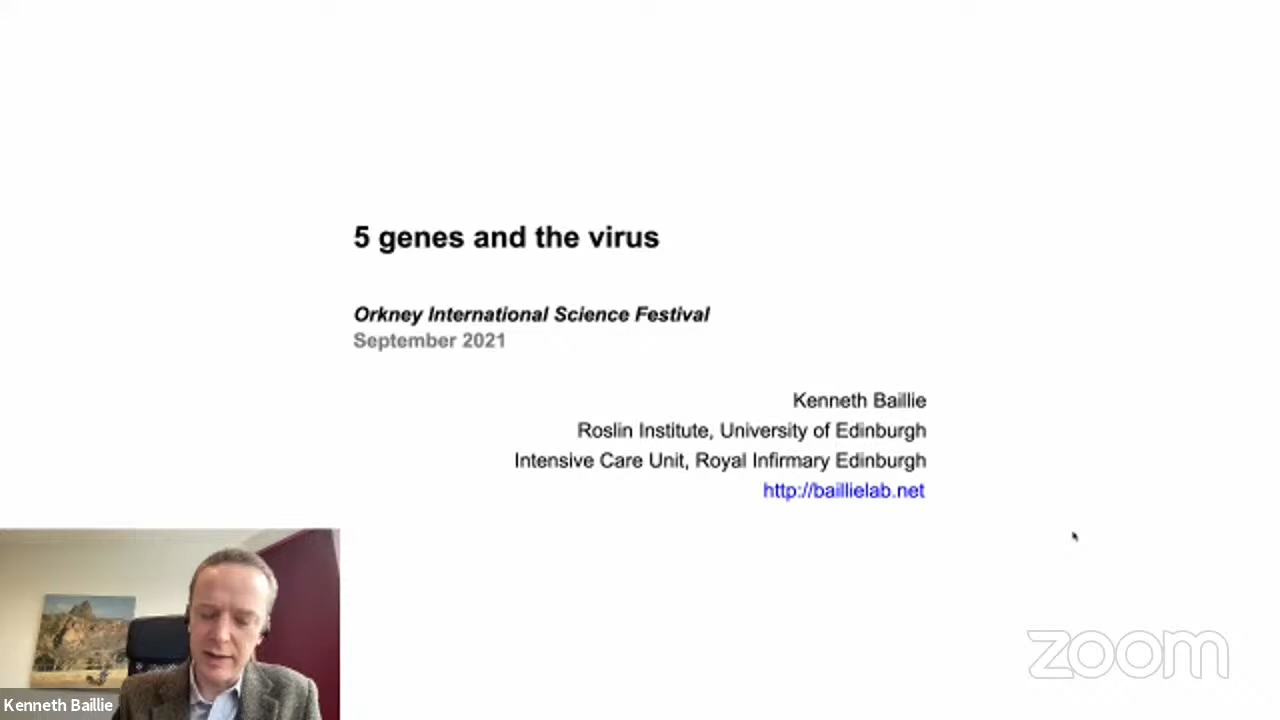 5 genes and the virus
Orkney International Science Festival
September 2021
Kenneth Baillie
Roslin Institute, University of Edinburgh
Intensive Care Unit, Royal Infirmary Edinburgh
http://baillielab.net
Kenneth Baillie
zoom